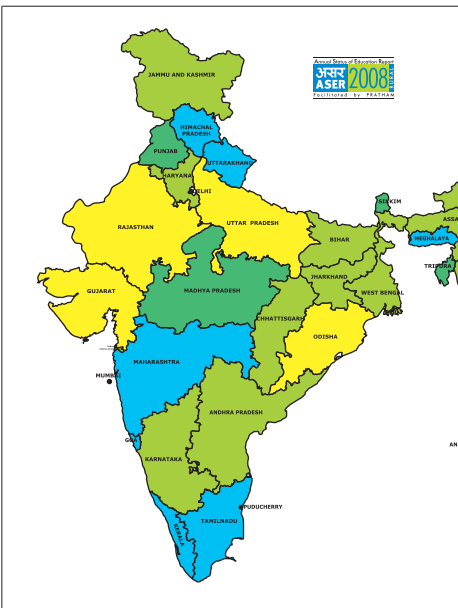 Annual Status of Education Report
असर
ASER
2008
JAMMU AND KASHMIR
HIMACHAL
PRADESH
PUNJAB
UTTARAKHAND
HARYANA
DELHI
SIKKIM
RAJASTHAN
UTTAR PRADESH
ASSA
BIHAR
MEGHALAYA
TRIPURA
JHARKHAND
GUJARAT
MADHYA PRADESH
WEST BENGAL
CHHATTISGARH
ODISHA
MAHARASHTRA
MUMBAI
ANDHRA PRADESH
GOA
AN
KARNATAKA
PUDUCHERRY
TAMILNADU
KERALA
Facilitated by PRATHAM